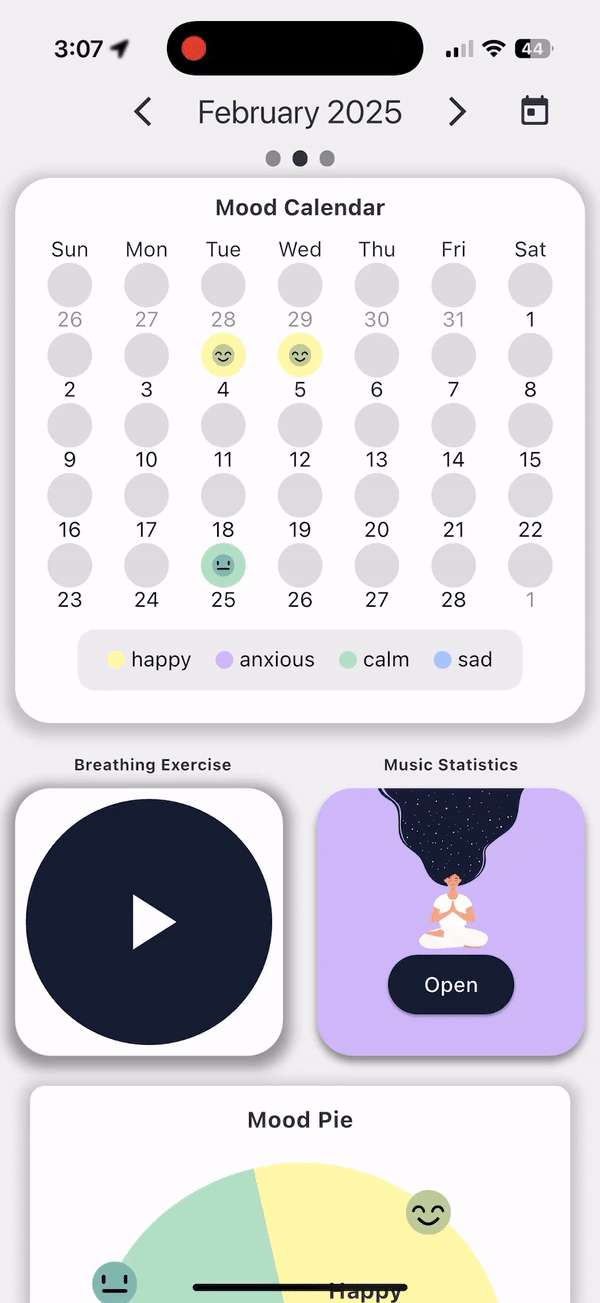 3:07
44
February 2025
Mood Calendar
Sun Mon Tue Wed Thu Fri Sat
26 27 28 29 30 31 1
2 3 4 5 6 7 8
9 10 11 12 13 14 15
16 17 18 19 20 21 22
23 24 25 26 27 28 1
happy anxious calm sad
Breathing Exercise Music Statistics
Open
Mood Pie
Happy